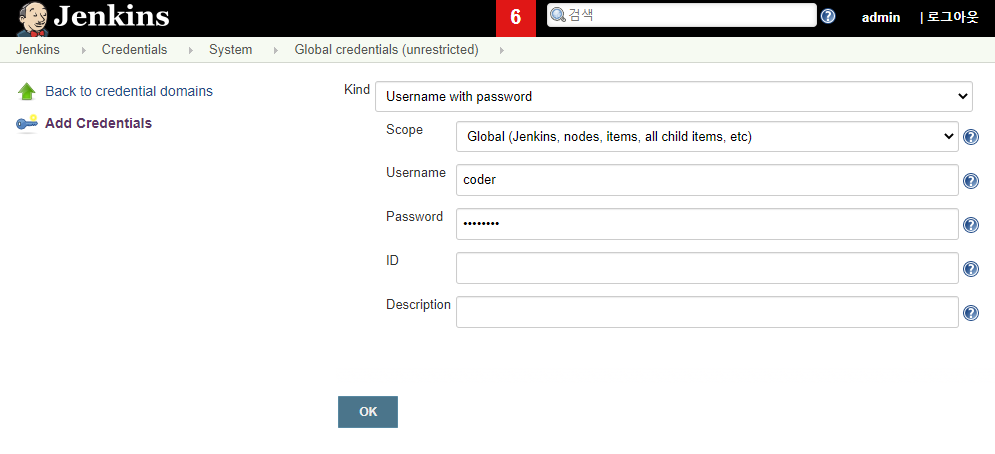 Jenkins 6 검색 admin | 로그아웃
Jenkins Credentials System Global credentials (unrestricted)
Back to credential domains
Add Credentials
Kind Username with password
Scope Global (Jenkins, nodes, items, all child items, etc)
Username coder
Password ••••••••
ID
Description
OK